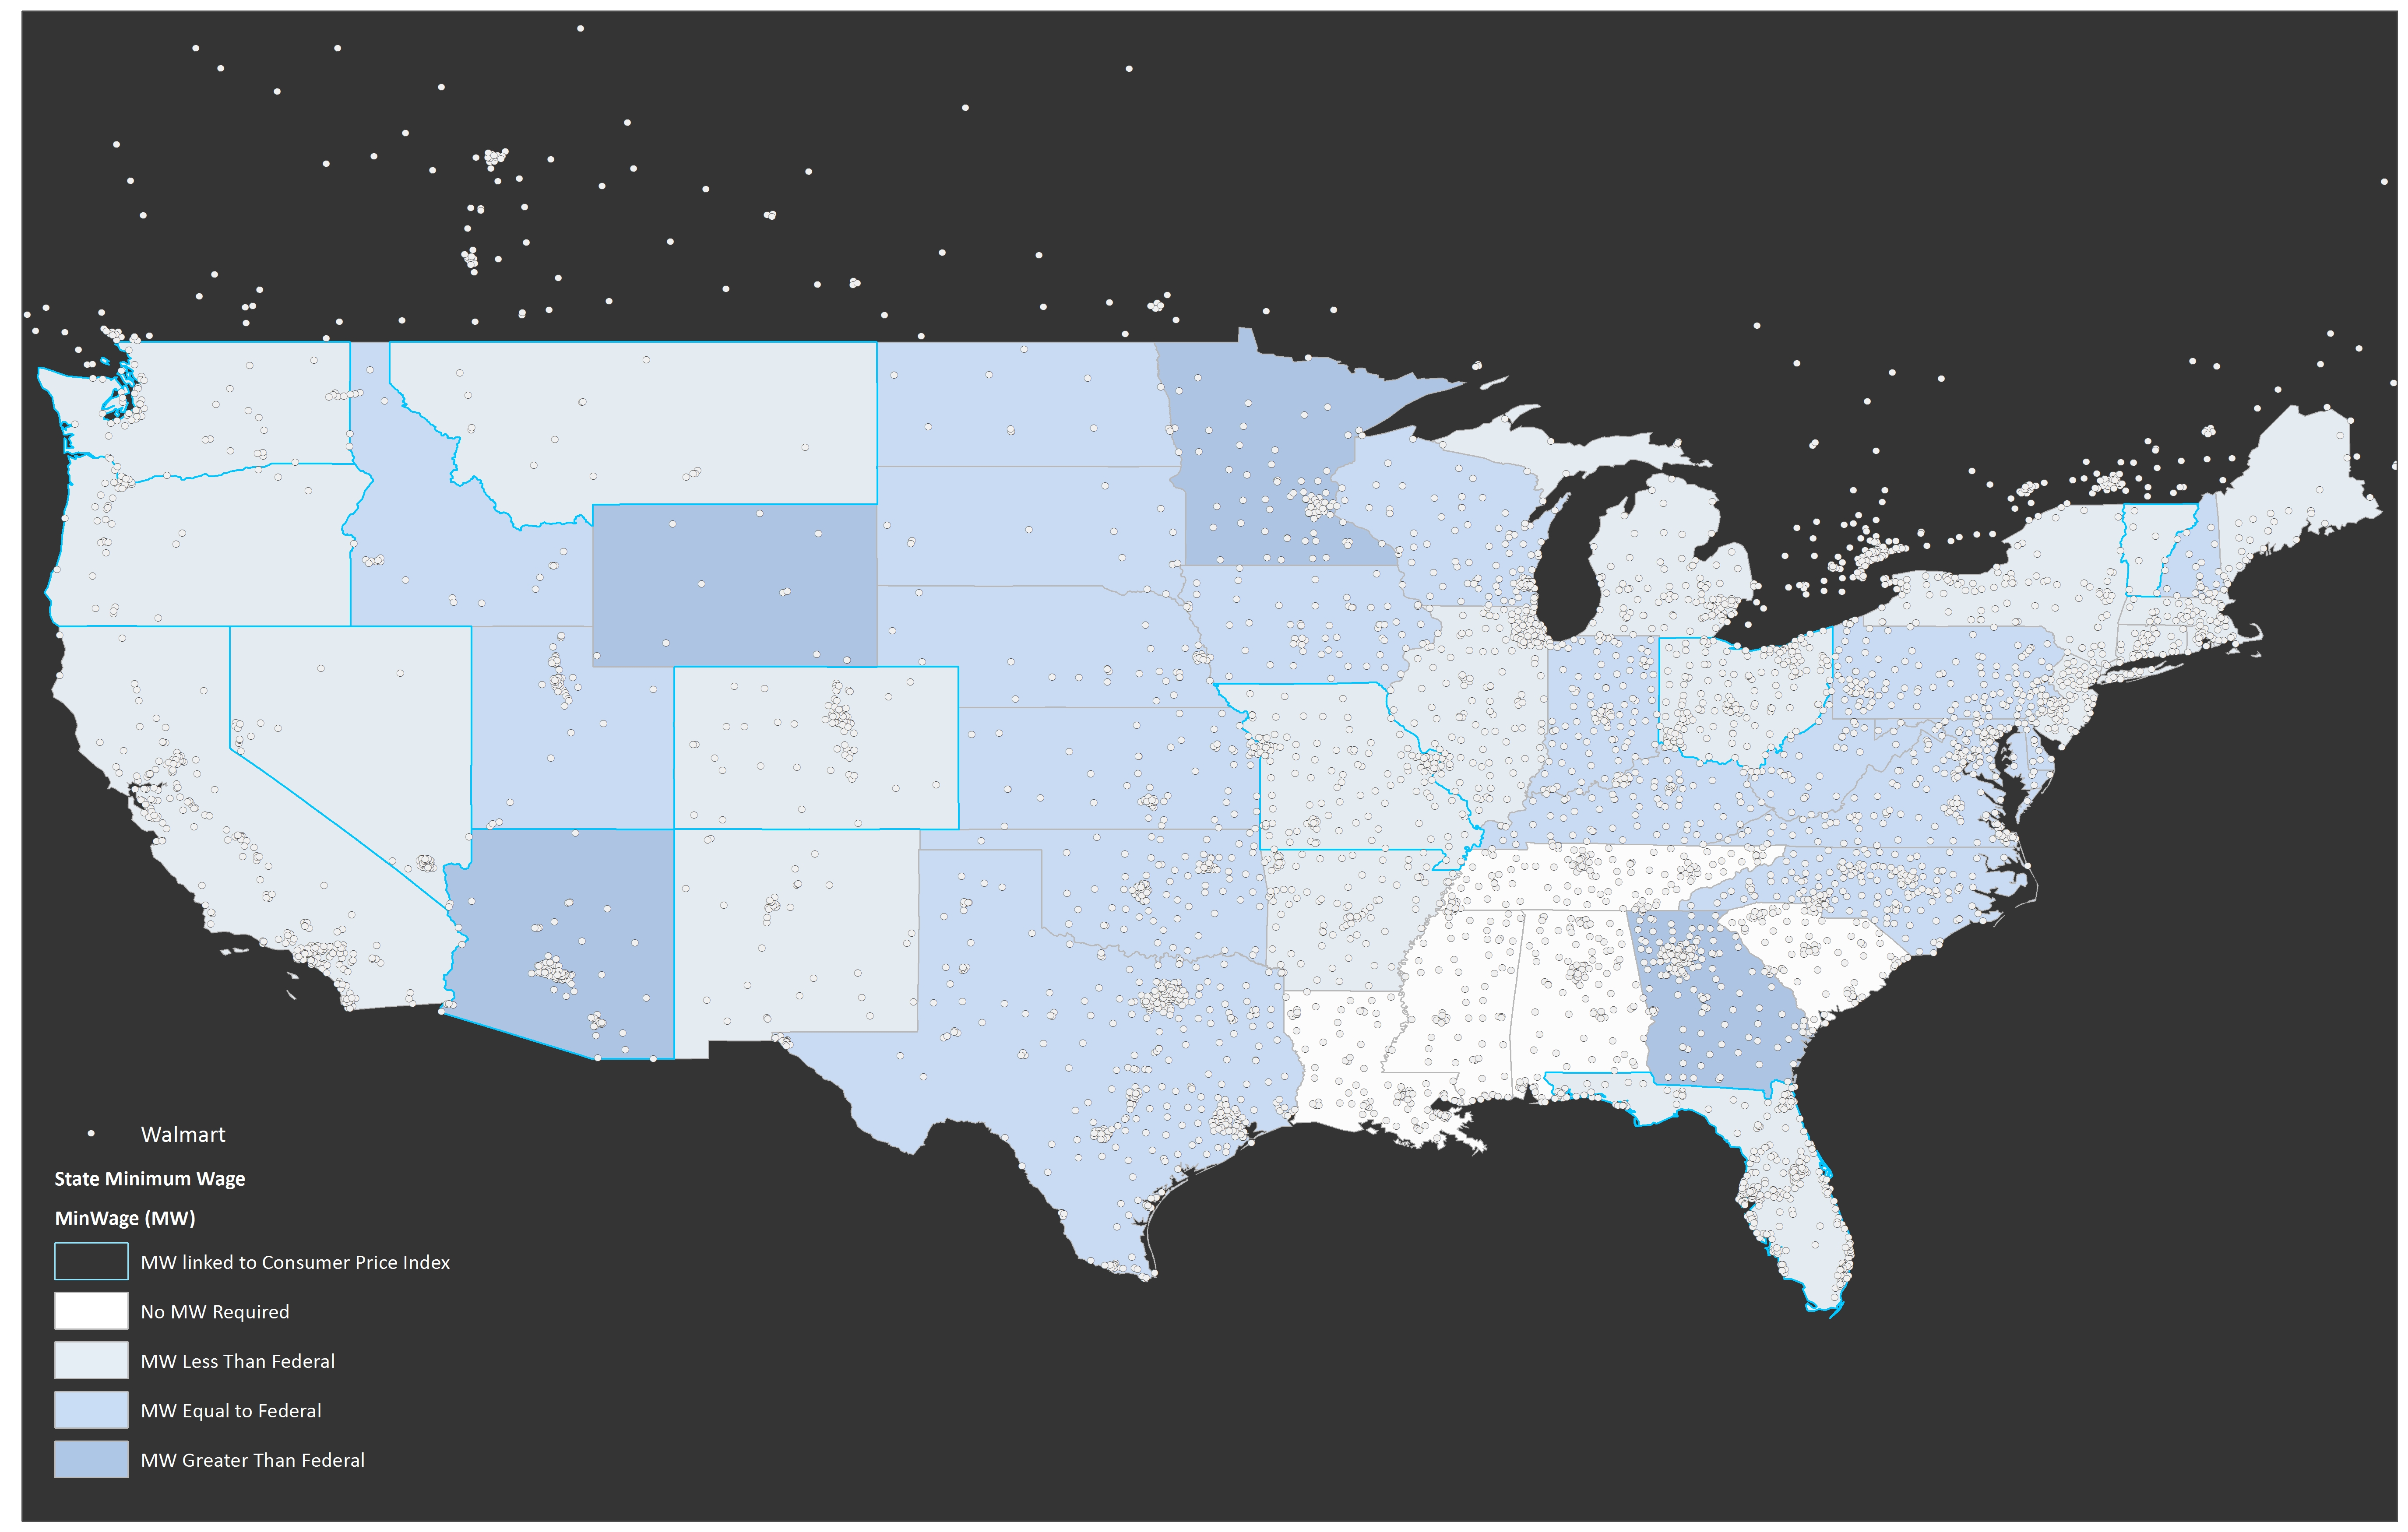 Walmart
State Minimum Wage
MinWage (MW)
MW linked to Consumer Price Index
No MW Required
MW Less Than Federal
MW Equal to Federal
MW Greater Than Federal